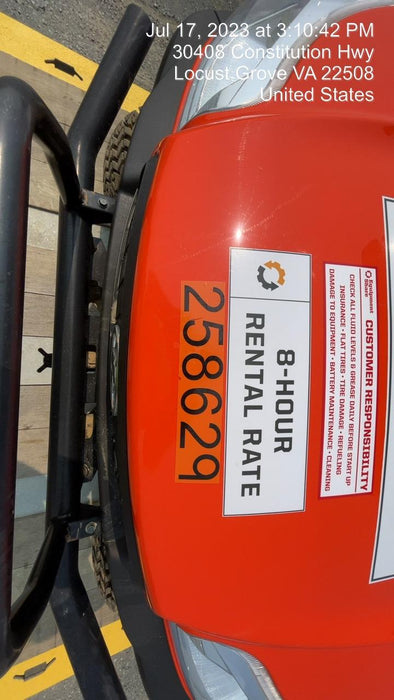 Jul 17, 2023 at 3:10:42 PM
30408 Constitution Hwy
Locust Grove VA 22508
United States
EquipmentShare
CUSTOMER RESPONSIBILITY
CHECK ALL FLUID LEVELS & GREASE DAILY BEFORE START UP
INSURANCE • FLAT TIRES • TIRE DAMAGE • REFUELING
DAMAGE TO EQUIPMENT • BATTERY MAINTENANCE • CLEANING
8-HOUR
RENTAL RATE
258629